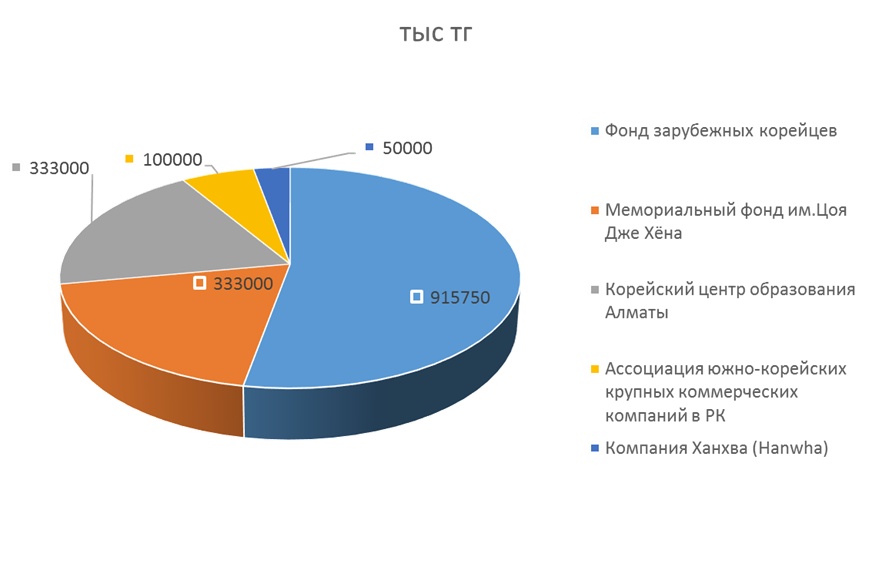 тыс тг
333000
100000
50000
333000
915750
Фонд зарубежных корейцев
Мемориальный фонд им.Цоя
Дже Хёна
Корейский центр образования
Алматы
Ассоциация южно-корейских
крупных коммерческих
компаний в РК
Компания Ханхва (Hanwha)